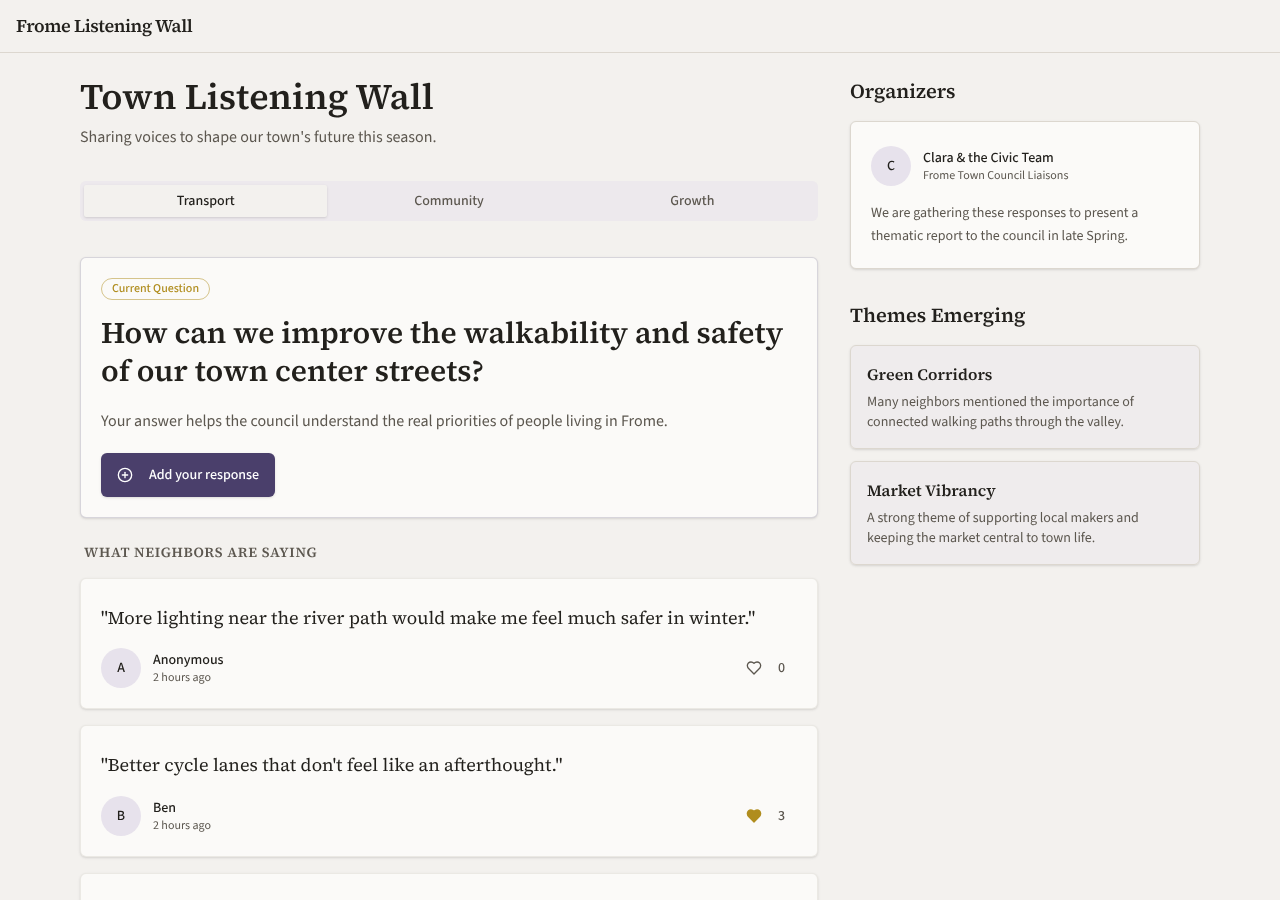 Frome Listening Wall
Town Listening Wall
Sharing voices to shape our town's future this season.
Transport
Community
Growth
Current Question
How can we improve the walkability and safety
of our town center streets?
Your answer helps the council understand the real priorities of people living in Frome.
Add your response
WHAT NEIGHBORS ARE SAYING
"More lighting near the river path would make me feel much safer in winter."
A
Anonymous
2 hours ago
0
"Better cycle lanes that don't feel like an afterthought."
B
Ben
2 hours ago
3
Organizers
C
Clara & the Civic Team
Frome Town Council Liaisons
We are gathering these responses to present a
thematic report to the council in late Spring.
Themes Emerging
Green Corridors
Many neighbors mentioned the importance of
connected walking paths through the valley.
Market Vibrancy
A strong theme of supporting local makers and
keeping the market central to town life.